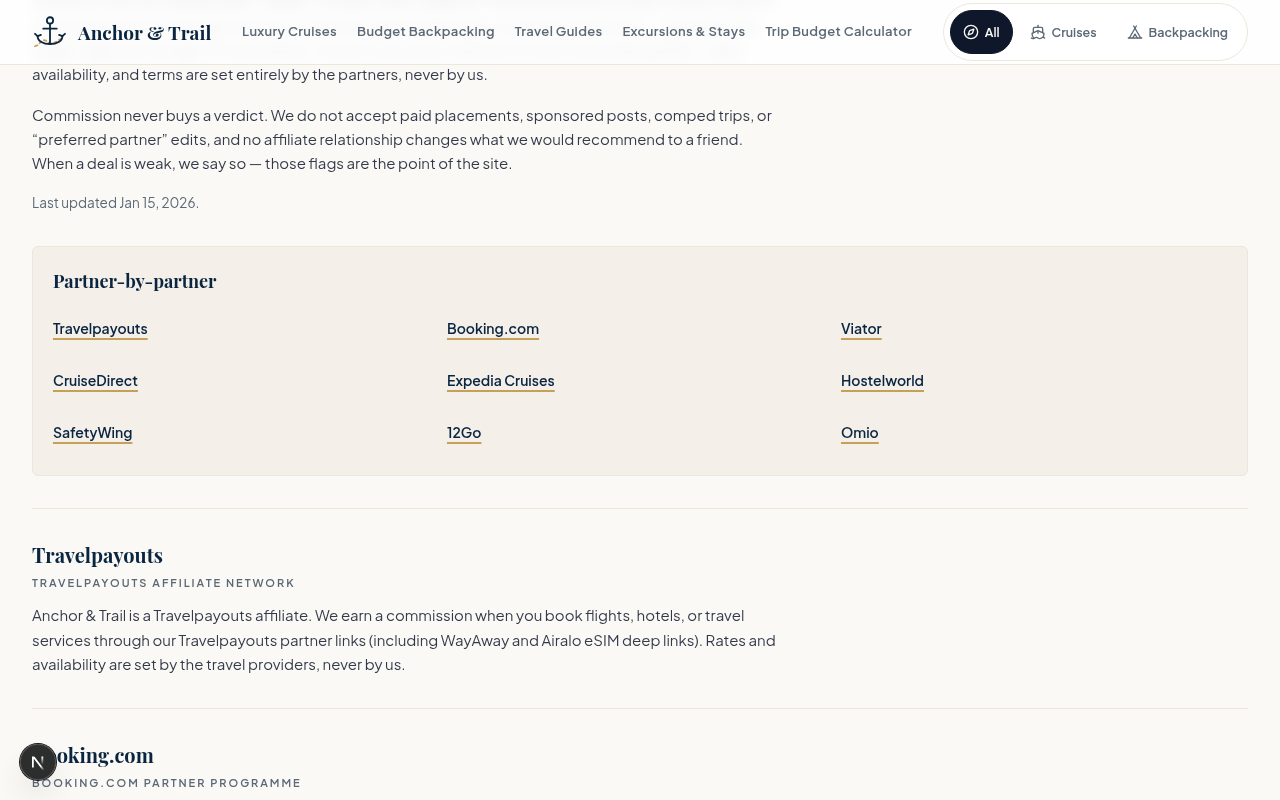 Anchor & Trail
Luxury Cruises
Budget Backpacking
Travel Guides
Excursions & Stays
Trip Budget Calculator
All
Cruises
Backpacking
availability, and terms are set entirely by the partners, never by us.
Commission never buys a verdict. We do not accept paid placements, sponsored posts, comped trips, or
“preferred partner” edits, and no affiliate relationship changes what we would recommend to a friend.
When a deal is weak, we say so — those flags are the point of the site.
Last updated Jan 15, 2026.
Partner-by-partner
Travelpayouts
Booking.com
Viator
CruiseDirect
Expedia Cruises
Hostelworld
SafetyWing
12Go
Omio
Travelpayouts
TRAVELPAYOUTS AFFILIATE NETWORK
Anchor & Trail is a Travelpayouts affiliate. We earn a commission when you book flights, hotels, or travel
services through our Travelpayouts partner links (including WayAway and Airalo eSIM deep links). Rates and
availability are set by the travel providers, never by us.
N
ooking.com
BOOKING.COM PARTNER PROGRAMME